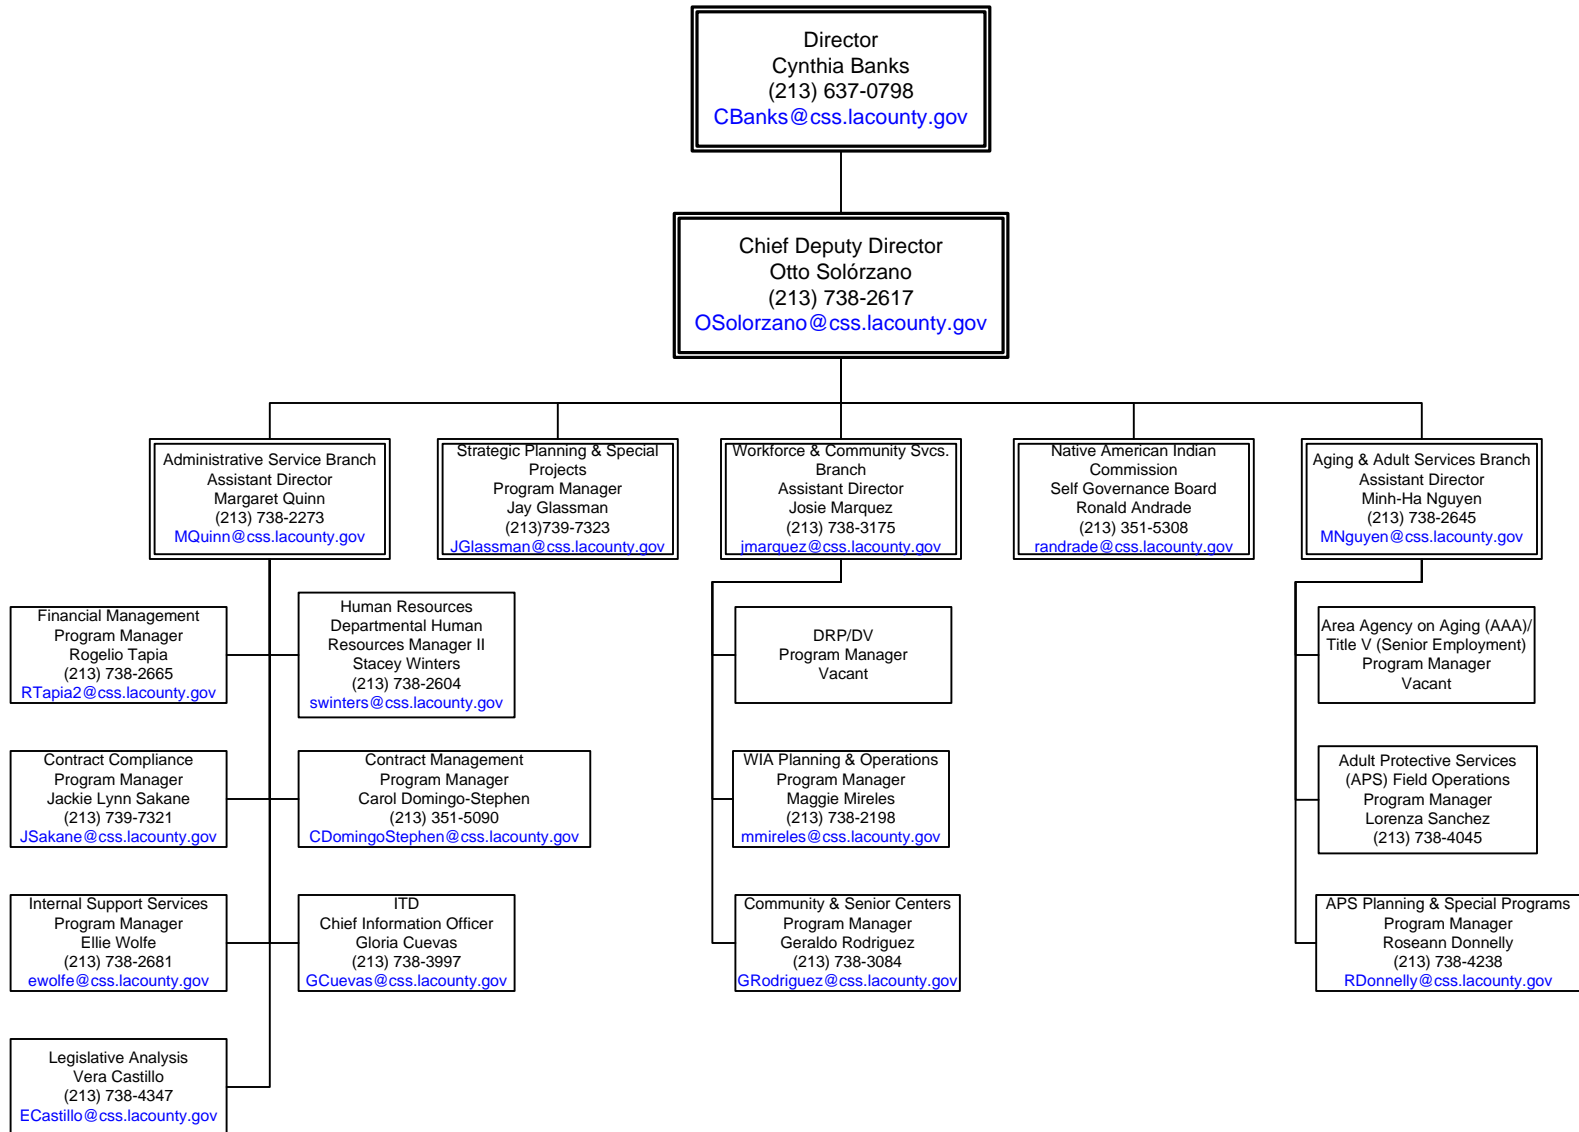 Director
Cynthia Banks
(213) 637-0798
CBanks@css.lacounty.gov
Chief Deputy Director
Otto Solórzano
(213) 738-2617
OSolorzano@css.lacounty.gov
Administrative Service Branch
Assistant Director
Margaret Quinn
(213) 738-2273
MQuinn@css.lacounty.gov
Strategic Planning & Special
Projects
Program Manager
Jay Glassman
(213)739-7323
JGlassman@css.lacounty.gov
Workforce & Community Svcs.
Branch
Assistant Director
Josie Marquez
(213) 738-3175
jmarquez@css.lacounty.gov
Native American Indian
Commission
Self Governance Board
Ronald Andrade
(213) 351-5308
randrade@css.lacounty.gov
Aging & Adult Services Branch
Assistant Director
Minh-Ha Nguyen
(213) 738-2645
MNguyen@css.lacounty.gov
Financial Management
Program Manager
Rogelio Tapia
(213) 738-2665
RTapia2@css.lacounty.gov
Human Resources
Departmental Human
Resources Manager II
Stacey Winters
(213) 738-2604
swinters@css.lacounty.gov
DRP/DV
Program Manager
Vacant
Area Agency on Aging (AAA)/
Title V (Senior Employment)
Program Manager
Vacant
Contract Compliance
Program Manager
Jackie Lynn Sakane
(213) 739-7321
JSakane@css.lacounty.gov
Contract Management
Program Manager
Carol Domingo-Stephen
(213) 351-5090
CDomingoStephen@css.lacounty.gov
WIA Planning & Operations
Program Manager
Maggie Mireles
(213) 738-2198
mmireles@css.lacounty.gov
Adult Protective Services
(APS) Field Operations
Program Manager
Lorenza Sanchez
(213) 738-4045
Internal Support Services
Program Manager
Ellie Wolfe
(213) 738-2681
ewolfe@css.lacounty.gov
ITD
Chief Information Officer
Gloria Cuevas
(213) 738-3997
GCuevas@css.lacounty.gov
Community & Senior Centers
Program Manager
Geraldo Rodriguez
(213) 738-3084
GRodriguez@css.lacounty.gov
APS Planning & Special Programs
Program Manager
Roseann Donnelly
(213) 738-4238
RDonnelly@css.lacounty.gov
Legislative Analysis
Vera Castillo
(213) 738-4347
ECastillo@css.lacounty.gov